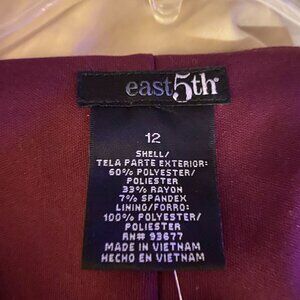 east5th
12
SHELL/
TELA PARTE EXTERIOR:
60% POLYESTER/
POLIESTER
33% RAYON
7% SPANDEX
LINING/FORRO:
100% POLYESTER/
POLIESTER
RN# 93677
MADE IN VIETNAM
HECHO EN VIETNAM